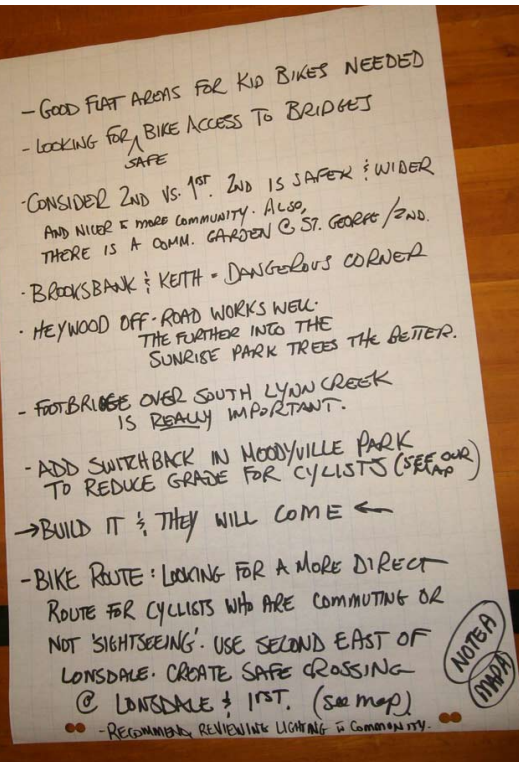 - GOOD FLAT AREAS FOR KID BIKES NEEDED
- LOOKING FOR SAFE BIKE ACCESS TO BRIDGES
- CONSIDER 2ND VS. 1ST. 2ND IS SAFER & WIDER
AND NICER & MORE COMMUNITY. ALSO,
THERE IS A COMM. GARDEN @ ST. GEORGE/2ND.
- BROOKSBANK & KEITH = DANGEROUS CORNER
· HEYWOOD OFF-ROAD WORKS WELL.
THE FURTHER INTO THE
SUNRISE PARK TREES THE BETTER.
- FOOTBRIDGE OVER SOUTH LYNN CREEK
IS REALLY IMPORTANT.
- ADD SWITCHBACK IN MOODYVILLE PARK
TO REDUCE GRADE FOR CYCLISTS (SEE OUR MAP)
→ BUILD IT & THEY WILL COME ←
- BIKE ROUTE: LOOKING FOR A MORE DIRECT
ROUTE FOR CYCLISTS WHO ARE COMMUTING OR
NOT 'SIGHTSEEING'. USE SECOND EAST OF
LONSDALE. CREATE SAFE CROSSING
@ LONSDALE & 1RST. (see map)
- RECOMMEND REVIEWING LIGHTING IN COMMUNITY.
NOTE A
MAP A